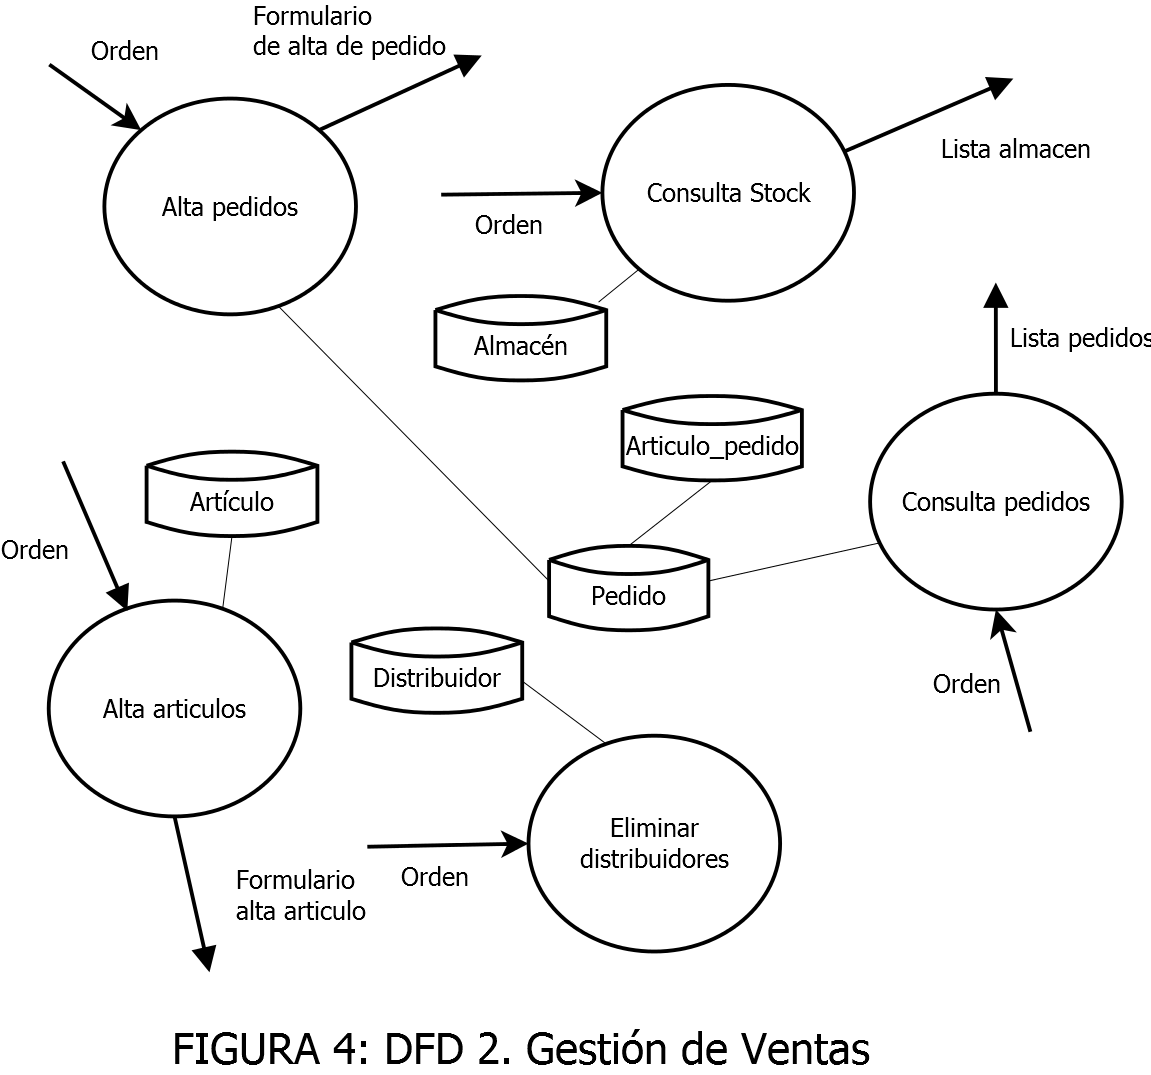 Formulario
de alta de pedido
Orden
Alta pedidos
Consulta Stock
Lista almacen
Orden
Almacén
Lista pedidos
Articulo_pedido
Artículo
Consulta pedidos
Orden
Pedido
Distribuidor
Orden
Alta articulos
Eliminar
distribuidores
Formulario
alta articulo
Orden
FIGURA 4: DFD 2. Gestión de Ventas